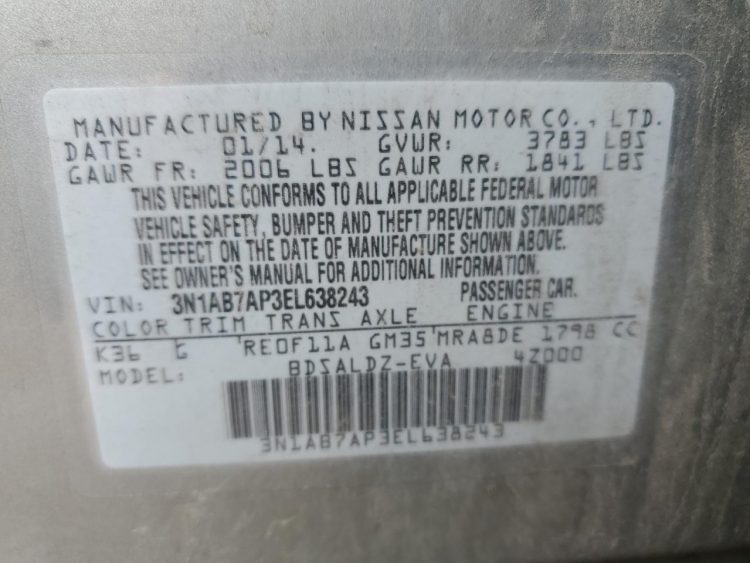 MANUFACTURED BY NISSAN MOTOR CO., LTD.
DATE: 01/14. GVWR: 3783 LBS
GAWR FR: 2006 LBS GAWR RR: 1841 LBS
THIS VEHICLE CONFORMS TO ALL APPLICABLE FEDERAL MOTOR
VEHICLE SAFETY, BUMPER AND THEFT PREVENTION STANDARDS
IN EFFECT ON THE DATE OF MANUFACTURE SHOWN ABOVE.
SEE OWNER'S MANUAL FOR ADDITIONAL INFORMATION.
VIN: 3N1AB7AP3EL638243 PASSENGER CAR.
COLOR TRIM TRANS AXLE ENGINE
K36 G RE0F11A GM35 MRA8DE 1798 CC
MODEL: BDSALDZ-EVA 4Z000
3N1AB7AP3EL638243